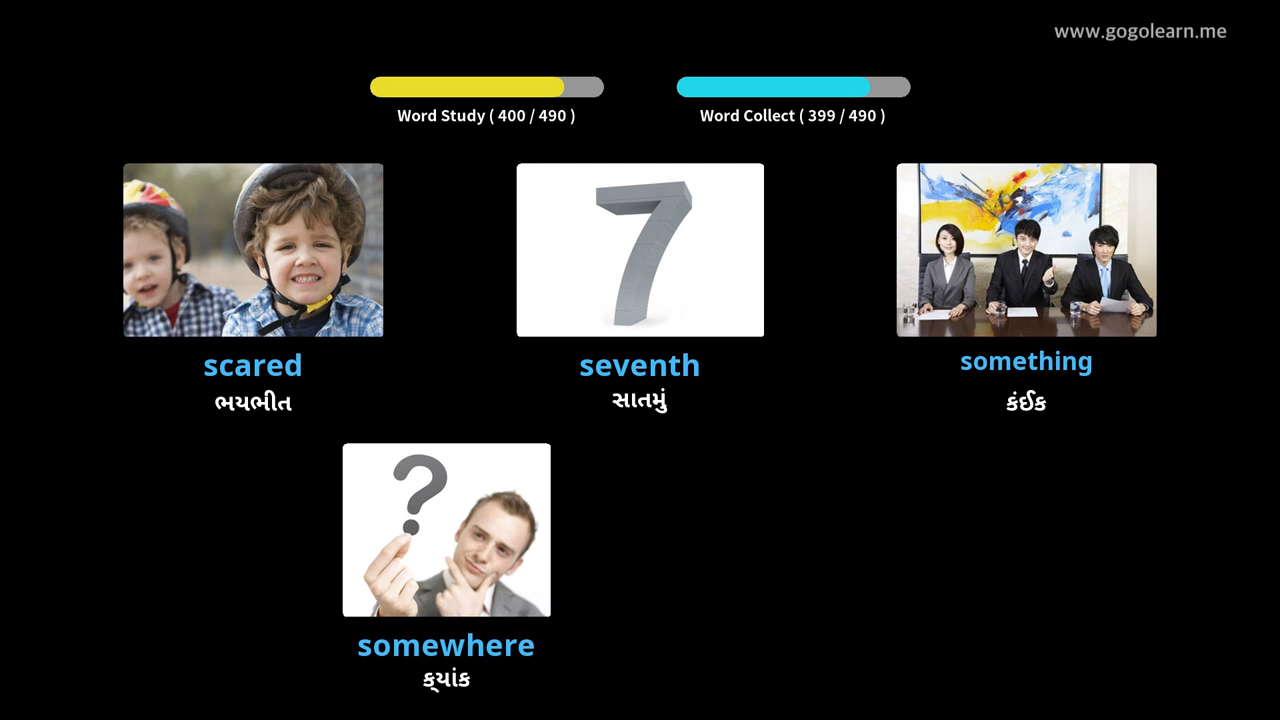 www.gogolearn.me
Word Study ( 400 / 490 )
Word Collect ( 399 / 490 )
7
scared
ભયભીત
seventh
સાતમું
something
કંઈક
?
somewhere
ક્યાંક